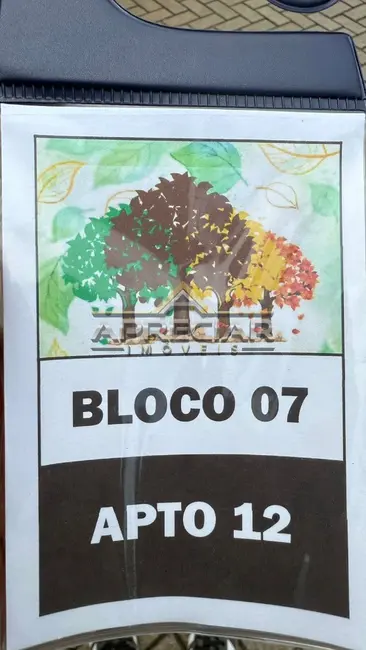 APRECIAR
IMÓVEIS
BLOCO 07
APTO 12